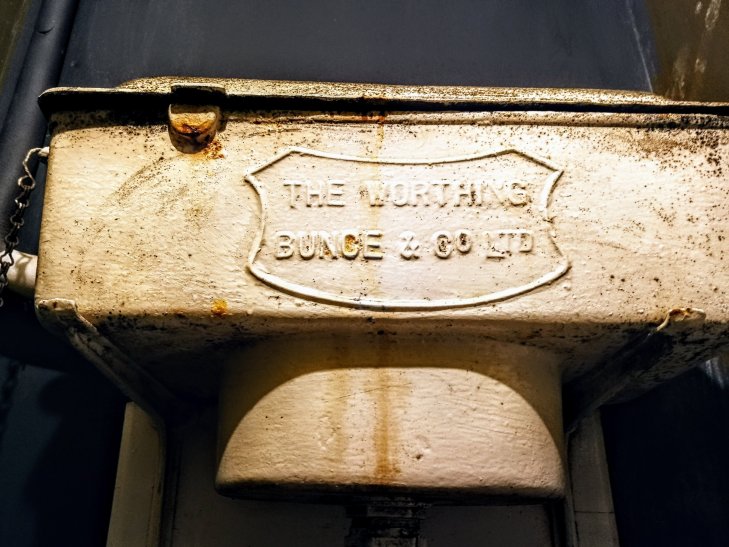 THE WORTHING
BUNCE & CO LTD